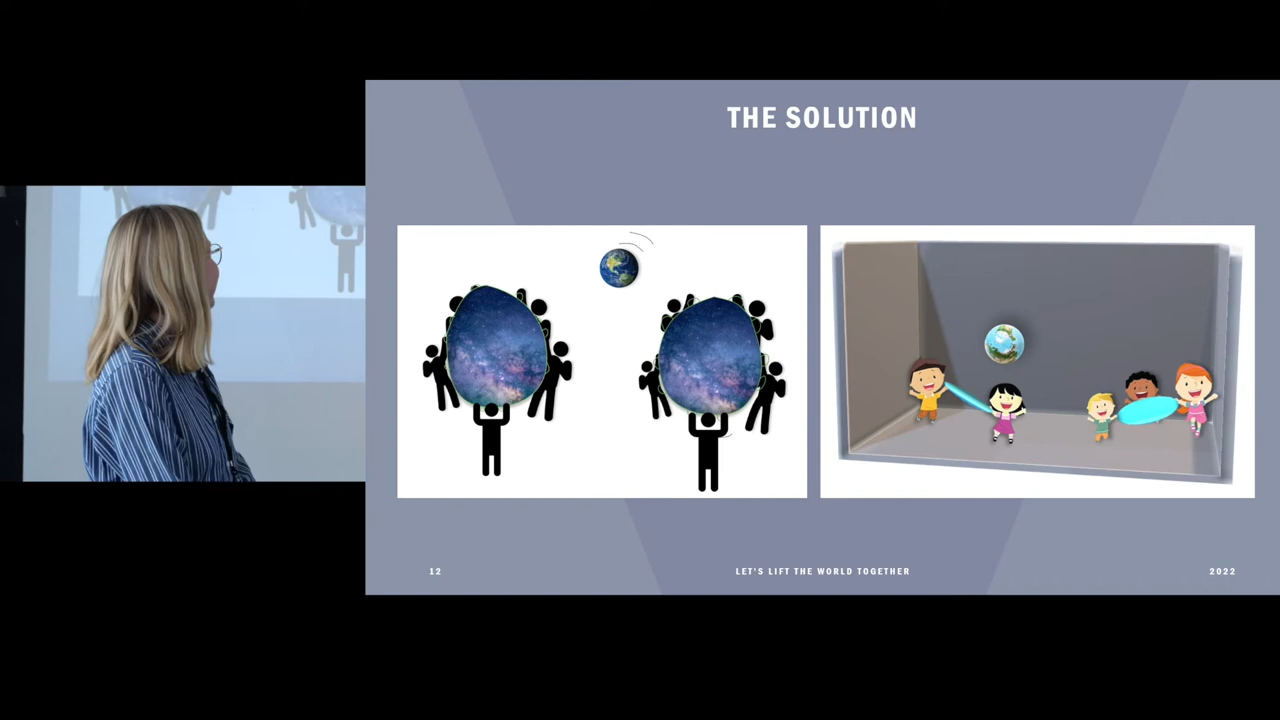 THE SOLUTION
12
LET'S LIFT THE WORLD TOGETHER
2022